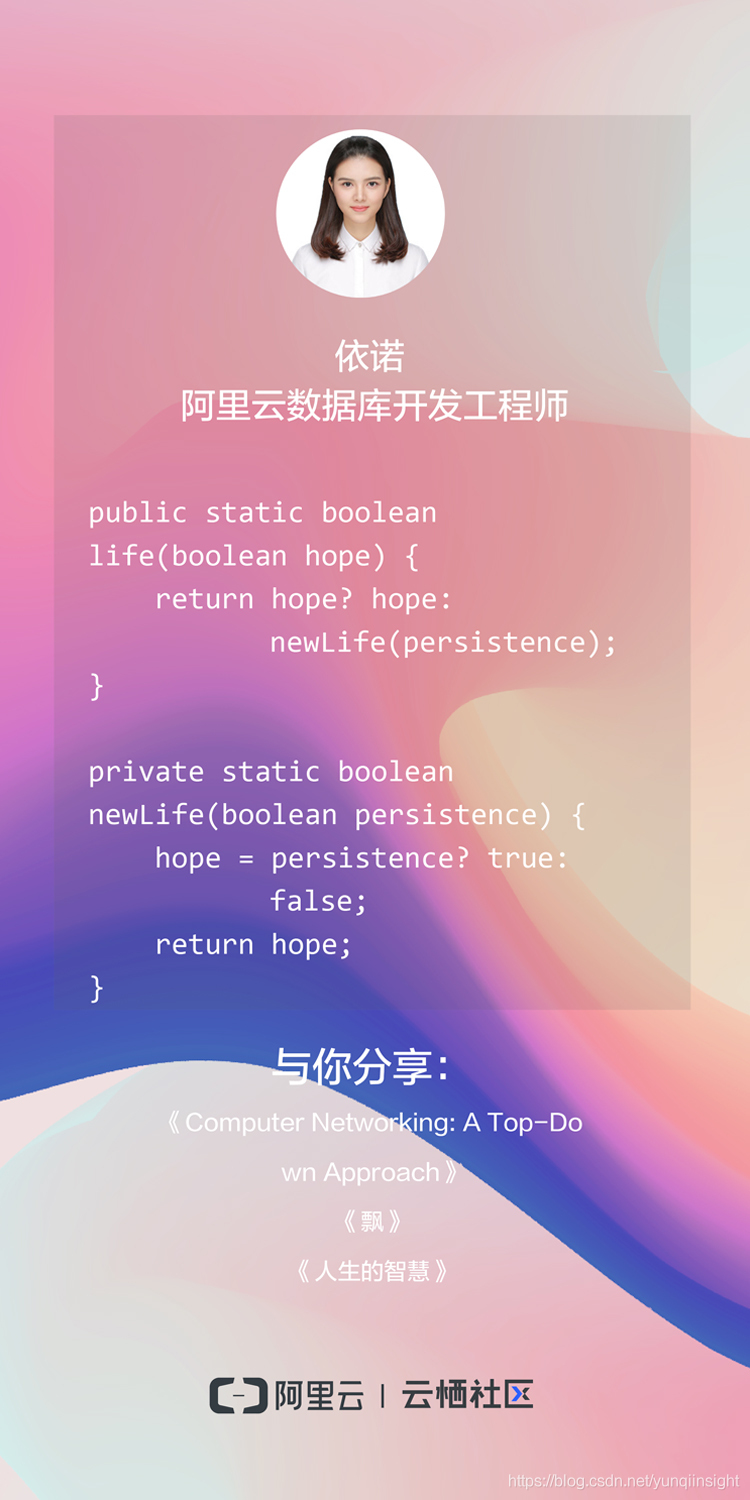 依诺
阿里云数据库开发工程师
public static boolean
life(boolean hope) {
    return hope? hope:
           newLife(persistence);
}
private static boolean
newLife(boolean persistence) {
    hope = persistence? true:
           false;
    return hope;
}
与你分享：
《Computer Networking: A Top-Do
wn Approach》
《飘》
《人生的智慧》
阿里云 | 云栖社区
https://blog.csdn.net/yunqiinsight